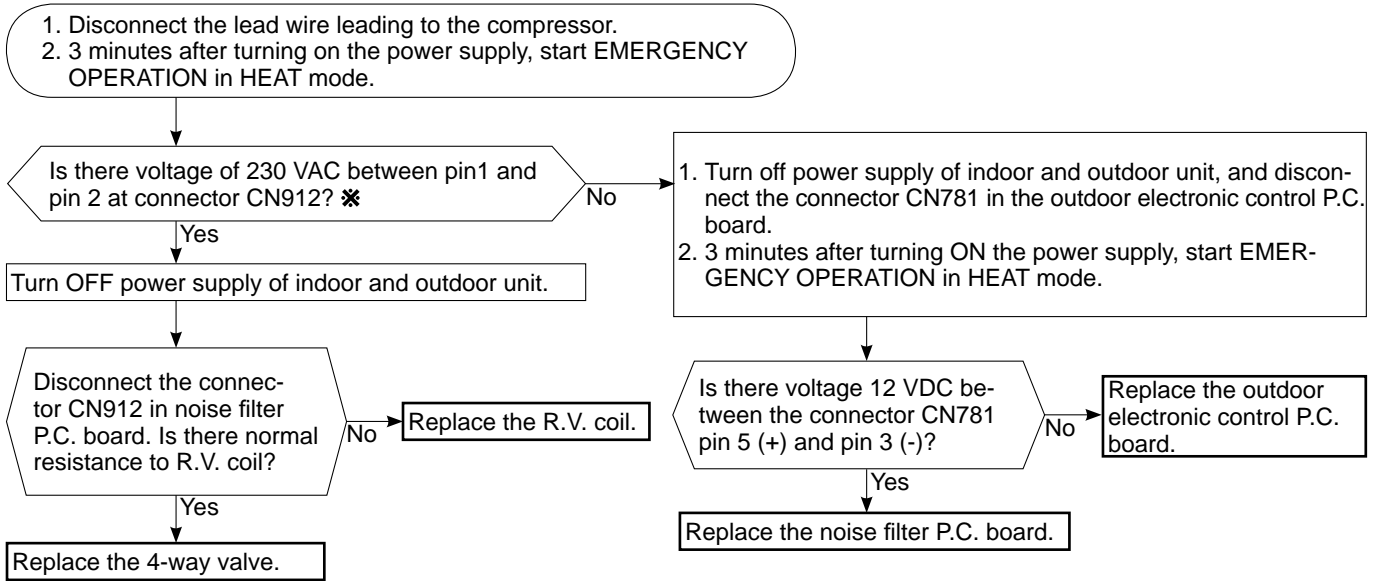 1. Disconnect the lead wire leading to the compressor.
2. 3 minutes after turning on the power supply, start EMERGENCY
OPERATION in HEAT mode.
Is there voltage of 230 VAC between pin1 and
pin 2 at connector CN912? ※
No
Yes
1. Turn off power supply of indoor and outdoor unit, and discon-
nect the connector CN781 in the outdoor electronic control P.C.
board.
2. 3 minutes after turning ON the power supply, start EMER-
GENCY OPERATION in HEAT mode.
Turn OFF power supply of indoor and outdoor unit.
Disconnect the connec-
tor CN912 in noise filter
P.C. board. Is there normal
resistance to R.V. coil?
No
Replace the R.V. coil.
Yes
Replace the 4-way valve.
Is there voltage 12 VDC be-
tween the connector CN781
pin 5 (+) and pin 3 (-)?
No
Replace the outdoor
electronic control P.C.
board.
Yes
Replace the noise filter P.C. board.